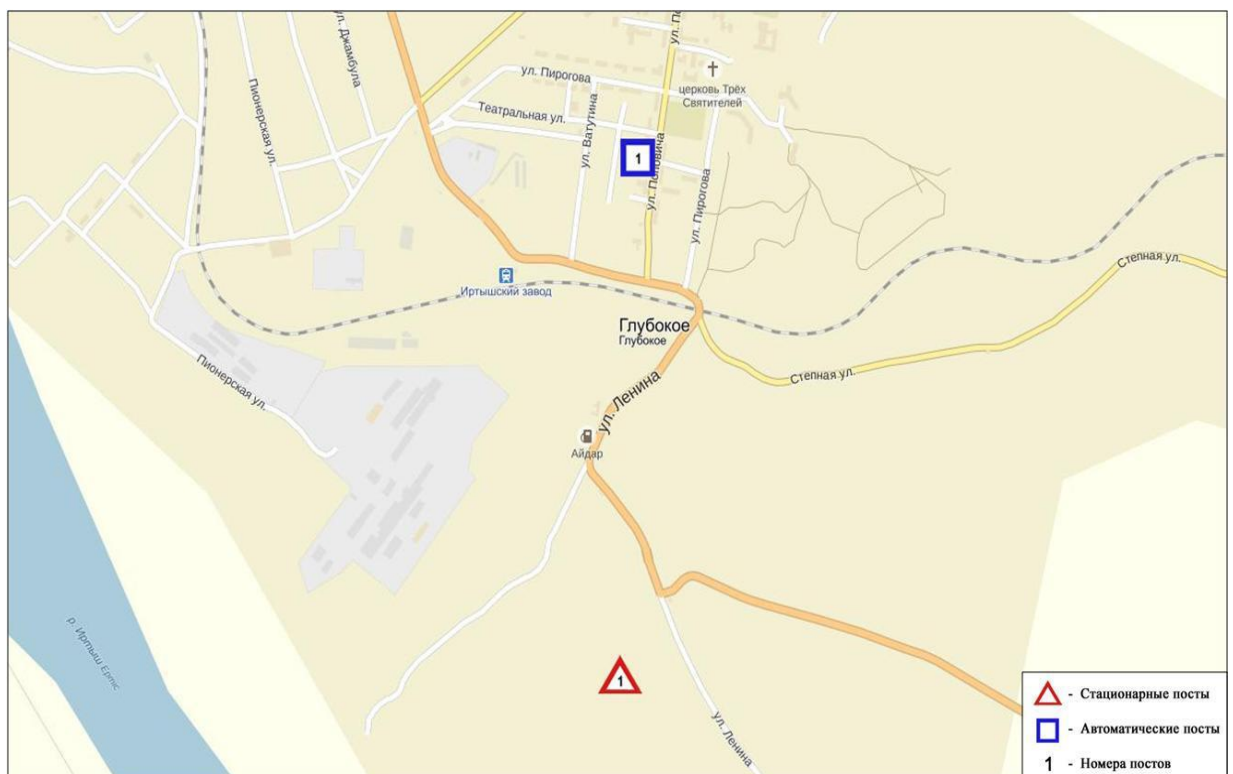 ул. Джамбула
ул. По
Пионерская ул.
ул. Пирогова
церковь Трёх
Святителей
Театральная ул.
ул. Ватутина
1
ул. Поповича
ул. Пирогова
Степная ул.
Иртышский завод
Глубокое
Глубокое
Степная ул.
Пионерская ул.
ул. Ленина
Айдар
р. Иртыш Ертіс
1
ул. Ленина
- Стационарные посты
- Автоматические посты
1 - Номера постов